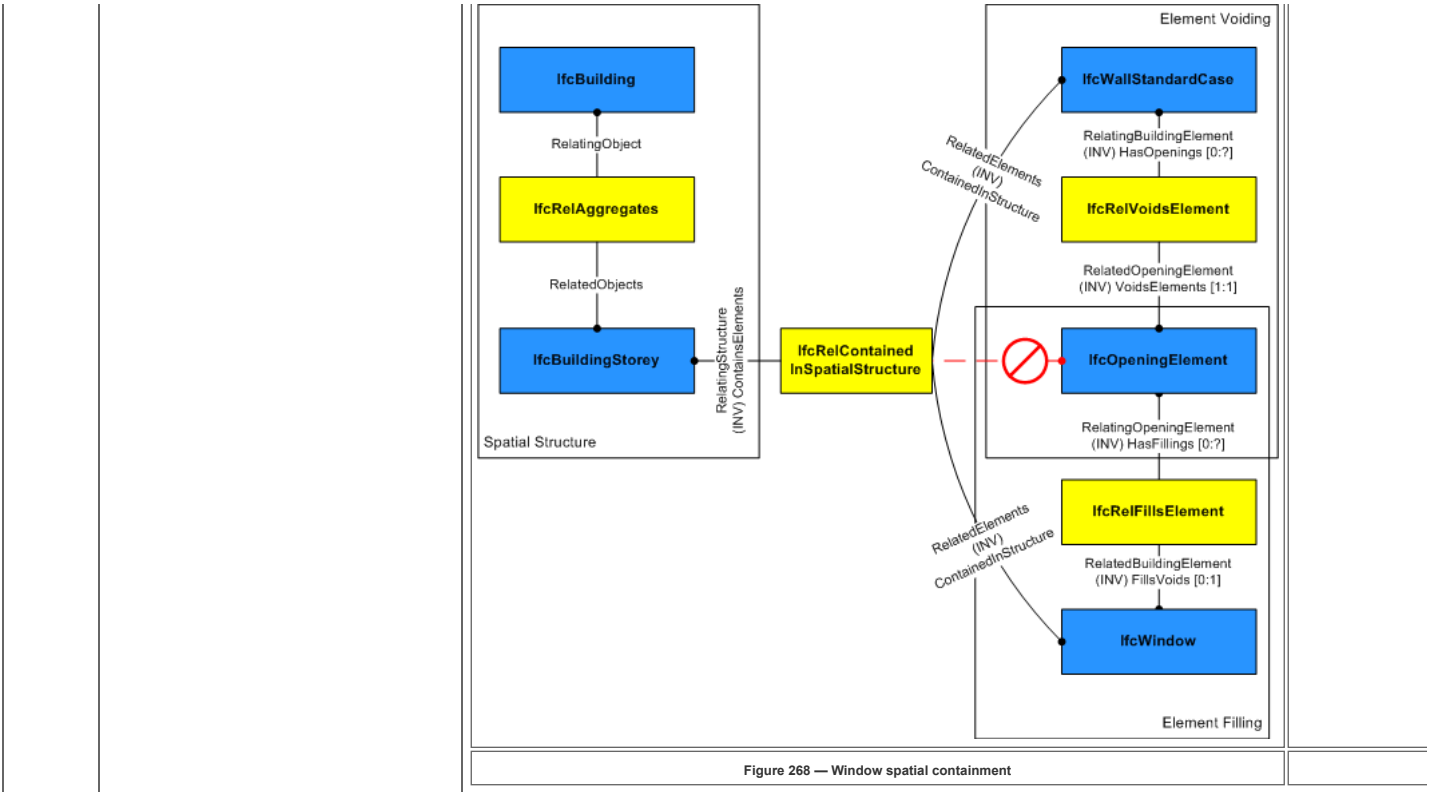 Element Voiding
IfcBuilding
RelatingObject
IfcRelAggregates
RelatedObjects
IfcBuildingStorey
Spatial Structure
RelatingStructure
(INV) ContainsElements
IfcRelContained
InSpatialStructure
RelatedElements
(INV)
ContainedInStructure
RelatedElements
(INV)
ContainedInStructure
IfcWallStandardCase
RelatingBuildingElement
(INV) HasOpenings [0:?]
IfcRelVoidsElement
RelatedOpeningElement
(INV) VoidsElements [1:1]
IfcOpeningElement
RelatingOpeningElement
(INV) HasFillings [0:?]
IfcRelFillsElement
RelatedBuildingElement
(INV) FillsVoids [0:1]
IfcWindow
Element Filling
Figure 268 — Window spatial containment